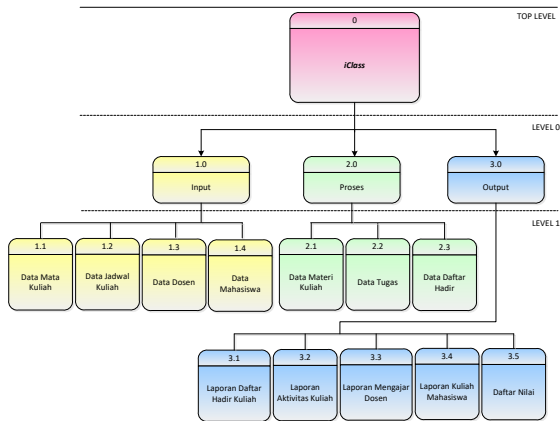 TOP LEVEL
0
iClass
LEVEL 0
1.0
Input
2.0
Proses
3.0
Output
LEVEL 1
1.1
Data Mata
Kuliah
1.2
Data Jadwal
Kuliah
1.3
Data Dosen
1.4
Data
Mahasiswa
2.1
Data Materi
Kuliah
2.2
Data Tugas
2.3
Data Daftar
Hadir
3.1
Laporan Daftar
Hadir Kuliah
3.2
Laporan
Aktivitas Kuliah
3.3
Laporan Mengajar
Dosen
3.4
Laporan Kuliah
Mahasiswa
3.5
Daftar Nilai